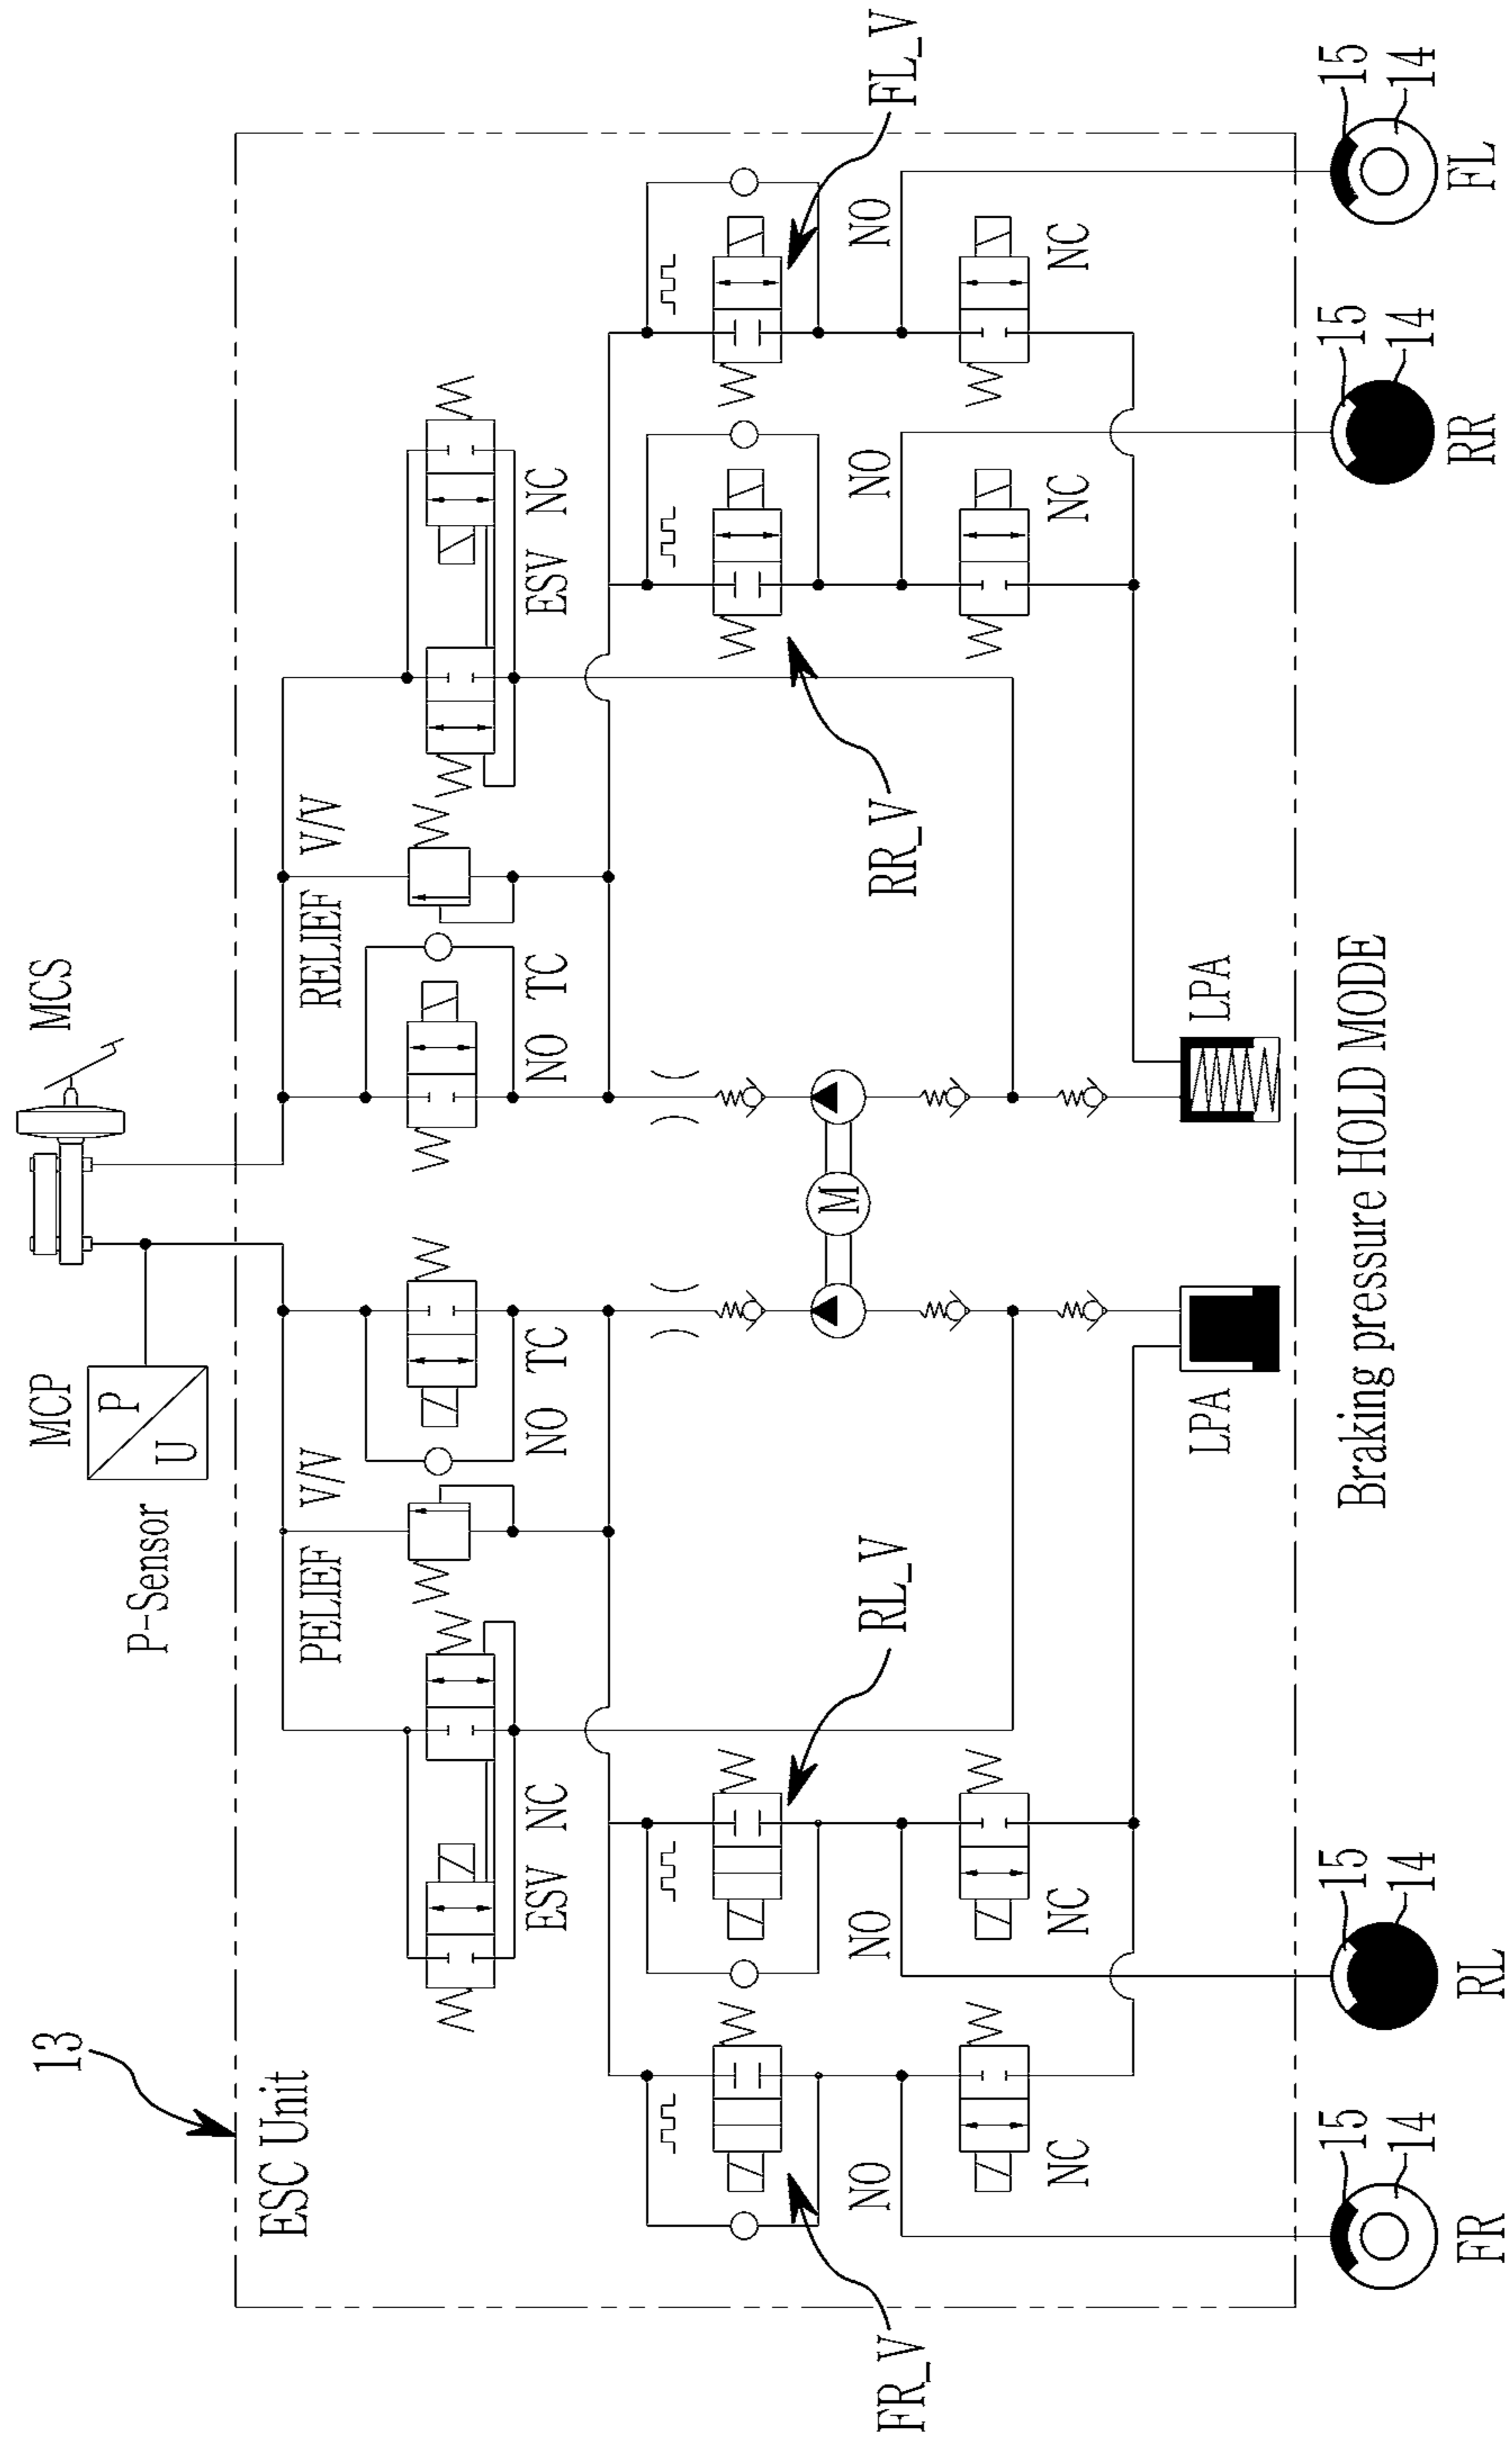 13
ESC Unit
P-Sensor
MCP
P
U
MCS
PELIEF V/V
RELIEF V/V
ESV NC
NO TC
NO TC
ESV NC
FR_V
RL_V
RR_V
FL_V
NO
NO
NO
NO
M
NC
NC
NC
NC
LPA
LPA
15
14
FR
15
14
RL
15
14
RR
15
14
FL
Braking pressure HOLD MODE